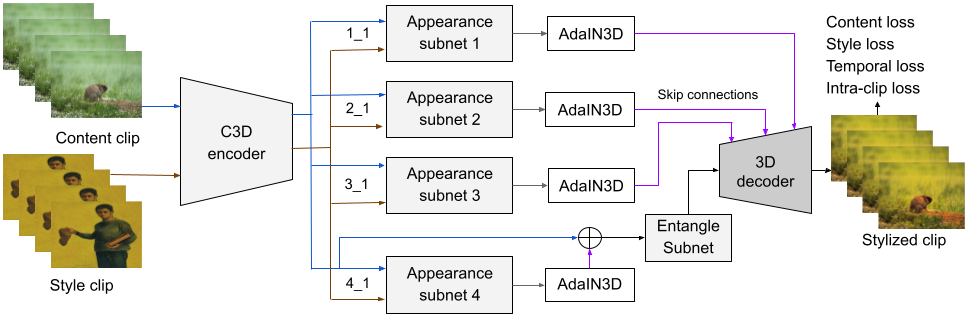 Content clip
Style clip
C3D
encoder
1_1
Appearance
subnet 1
AdaIN3D
2_1
Appearance
subnet 2
AdaIN3D
Skip connections
3_1
Appearance
subnet 3
AdaIN3D
4_1
Appearance
subnet 4
AdaIN3D
Entangle
Subnet
3D
decoder
Content loss
Style loss
Temporal loss
Intra-clip loss
Stylized clip